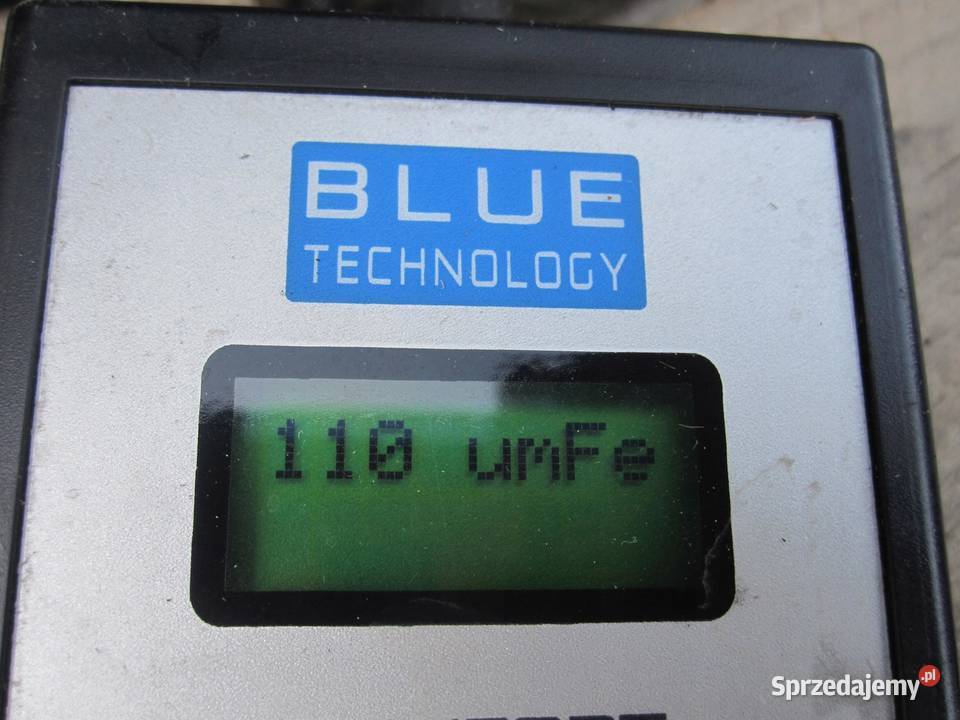 BLUE
TECHNOLOGY
110 umFe
Sprzedajemy.pl